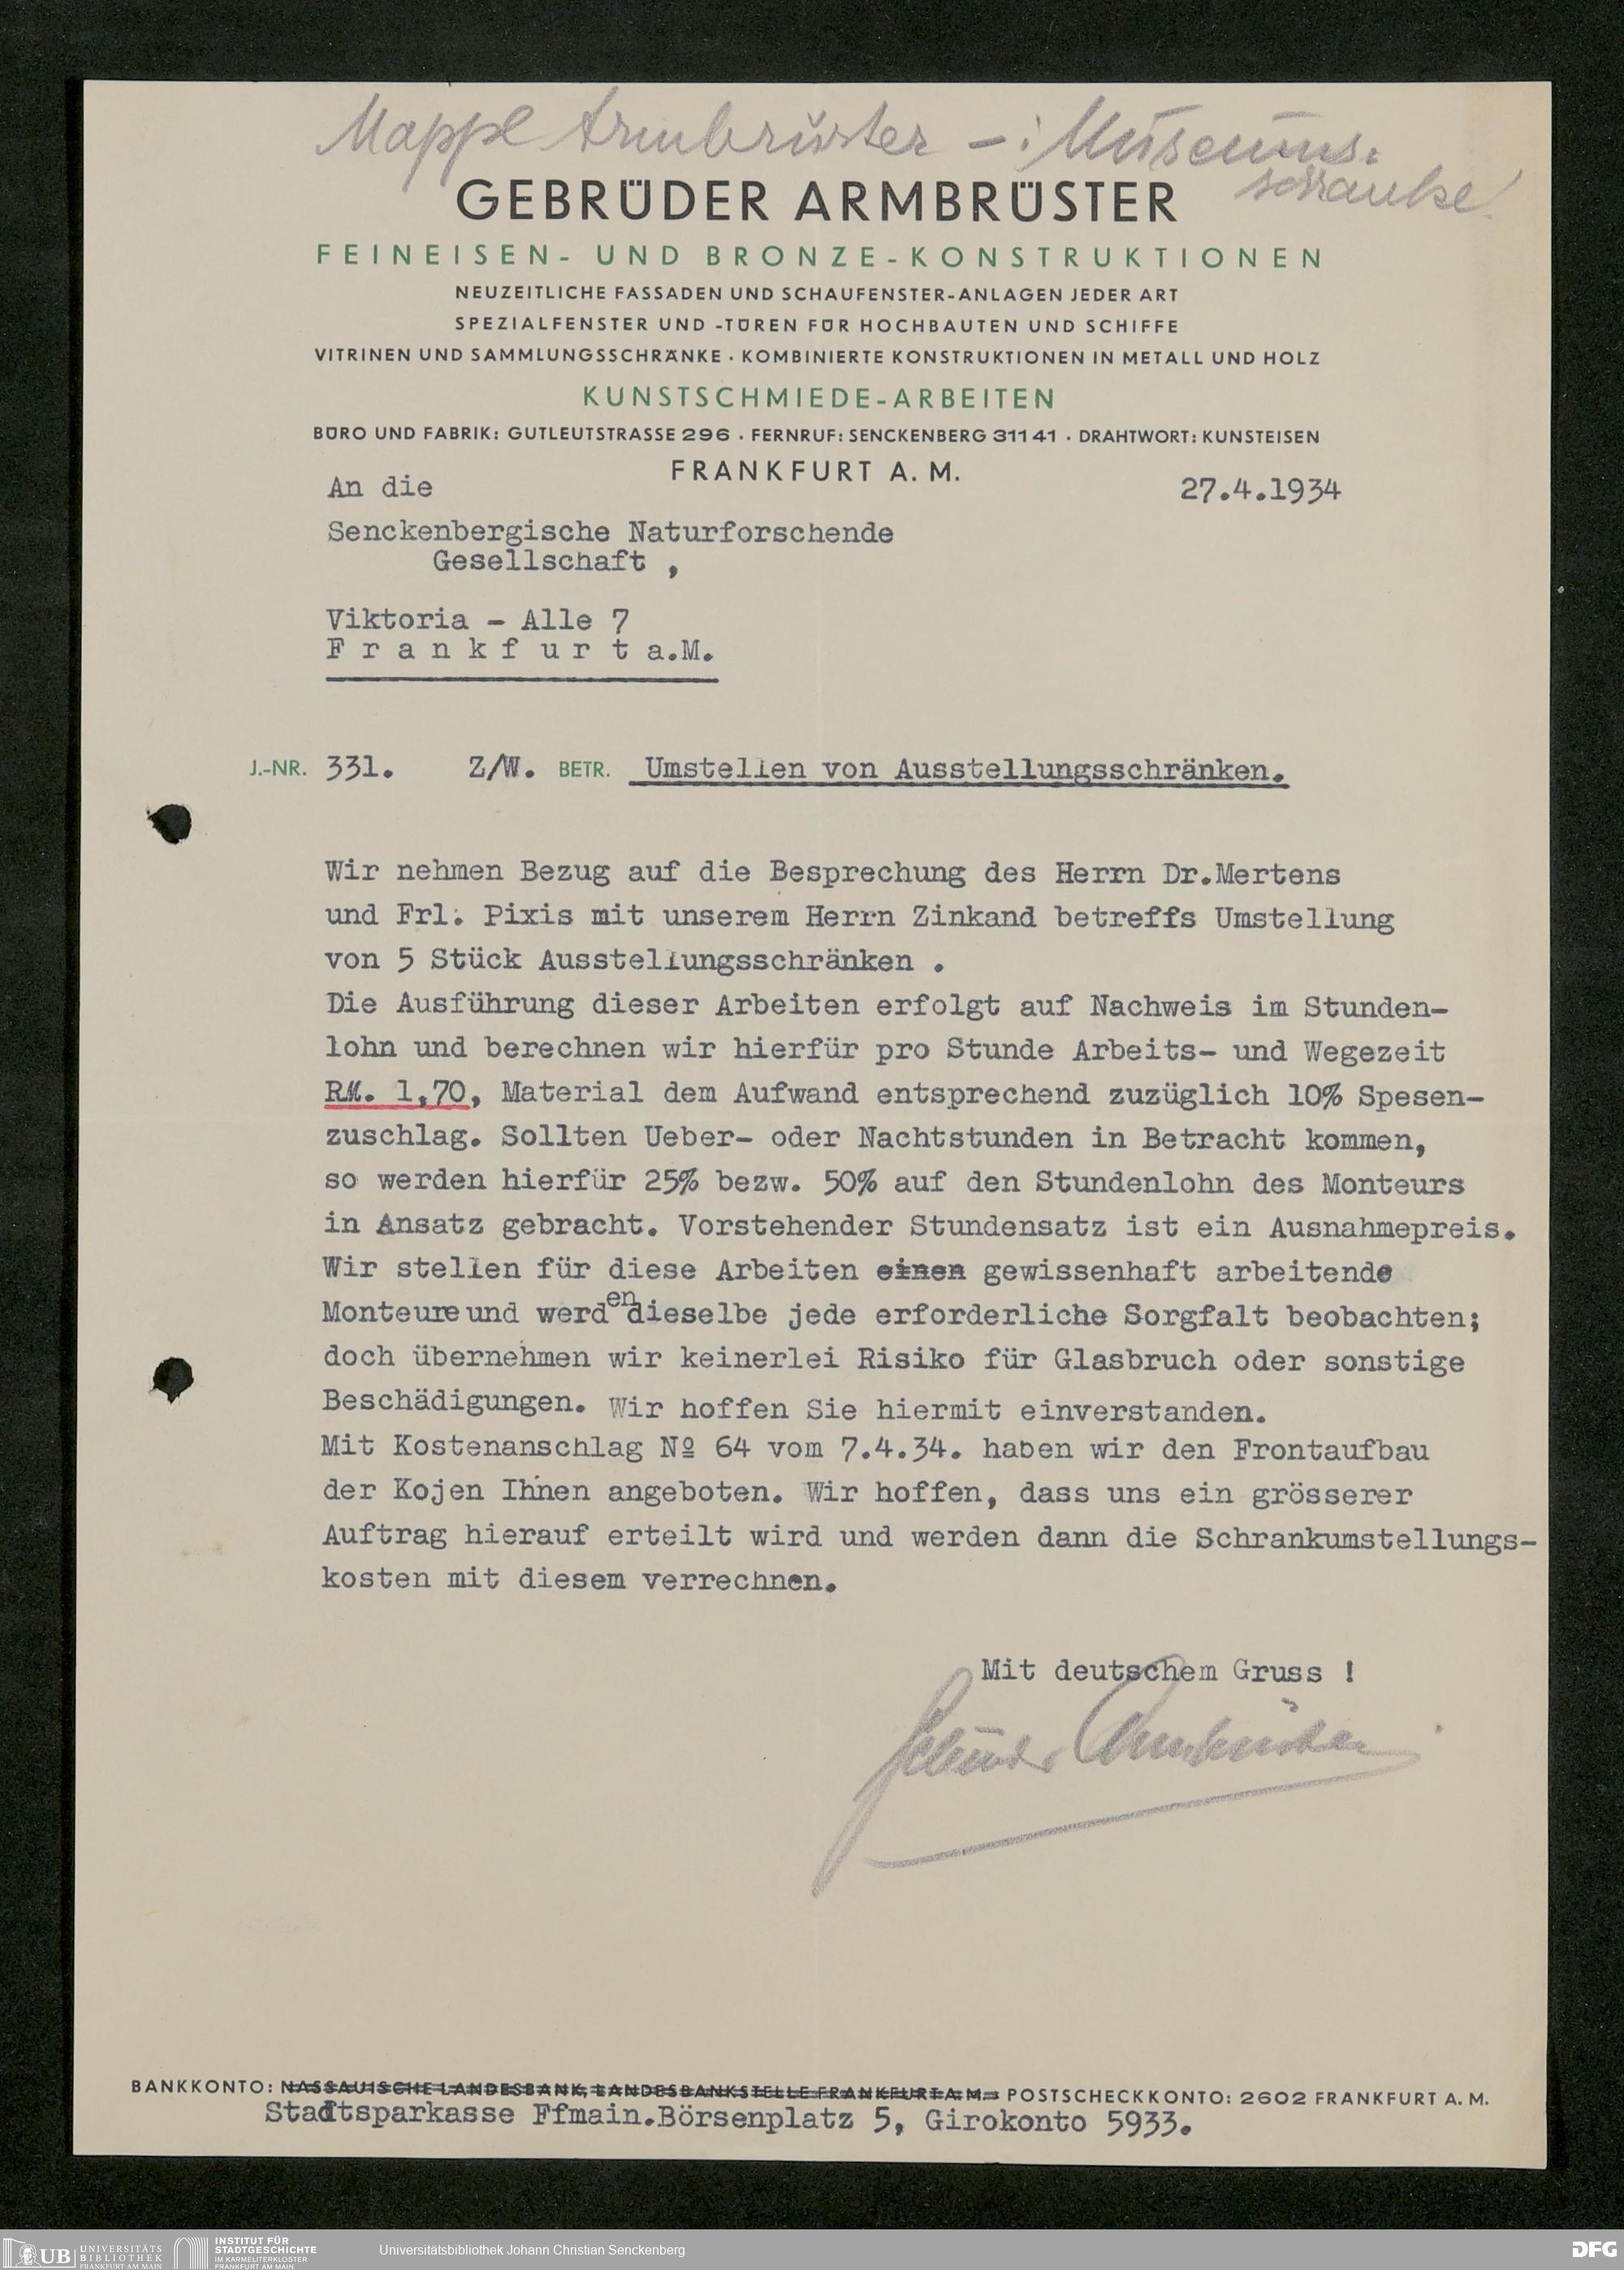 Mappe Armbrüster – : Museums-
schränke!
GEBRÜDER ARMBRÜSTER
FEINEISEN- UND BRONZE-KONSTRUKTIONEN
NEUZEITLICHE FASSADEN UND SCHAUFENSTER-ANLAGEN JEDER ART
SPEZIALFENSTER UND -TÜREN FÜR HOCHBAUTEN UND SCHIFFE
VITRINEN UND SAMMLUNGSSCHRÄNKE · KOMBINIERTE KONSTRUKTIONEN IN METALL UND HOLZ
KUNSTSCHMIEDE-ARBEITEN
BÜRO UND FABRIK: GUTLEUTSTRASSE 296 · FERNRUF: SENCKENBERG 31141 · DRAHTWORT: KUNSTEISEN
FRANKFURT A. M.
An die 27.4.1934
Senckenbergische Naturforschende
Gesellschaft ,
Viktoria - Alle 7
F r a n k f u r t a.M.
J.-NR. 331. Z/W. BETR. Umstellen von Ausstellungsschränken.
Wir nehmen Bezug auf die Besprechung des Herrn Dr.Mertens
und Frl. Pixis mit unserem Herrn Zinkand betreffs Umstellung
von 5 Stück Ausstellungsschränken .
Die Ausführung dieser Arbeiten erfolgt auf Nachweis im Stunden-
lohn und berechnen wir hierfür pro Stunde Arbeits- und Wegezeit
RM. 1,70, Material dem Aufwand entsprechend zuzüglich 10% Spesen-
zuschlag. Sollten Ueber- oder Nachtstunden in Betracht kommen,
so werden hierfür 25% bezw. 50% auf den Stundenlohn des Monteurs
in Ansatz gebracht. Vorstehender Stundensatz ist ein Ausnahmepreis.
Wir stellen für diese Arbeiten einen gewissenhaft arbeitende
Monteure und werden dieselbe jede erforderliche Sorgfalt beobachten;
doch übernehmen wir keinerlei Risiko für Glasbruch oder sonstige
Beschädigungen. Wir hoffen Sie hiermit einverstanden.
Mit Kostenanschlag Nº 64 vom 7.4.34. haben wir den Frontaufbau
der Kojen Ihnen angeboten. Wir hoffen, dass uns ein grösserer
Auftrag hierauf erteilt wird und werden dann die Schrankumstellungs-
kosten mit diesem verrechnen.
Mit deutschem Gruss !
Gebrüder Armbrüster
BANKKONTO: NASSAUISCHE LANDESBANK, LANDESBANKSTELLE FRANKFURT A. M. POSTSCHECKKONTO: 2602 FRANKFURT A. M.
Stadtsparkasse Ffmain.Börsenplatz 5, Girokonto 5933.
UB UNIVERSITÄTS BIBLIOTHEK FRANKFURT AM MAIN
INSTITUT FÜR STADTGESCHICHTE IM KARMELITERKLOSTER FRANKFURT AM MAIN
Universitätsbibliothek Johann Christian Senckenberg
DFG